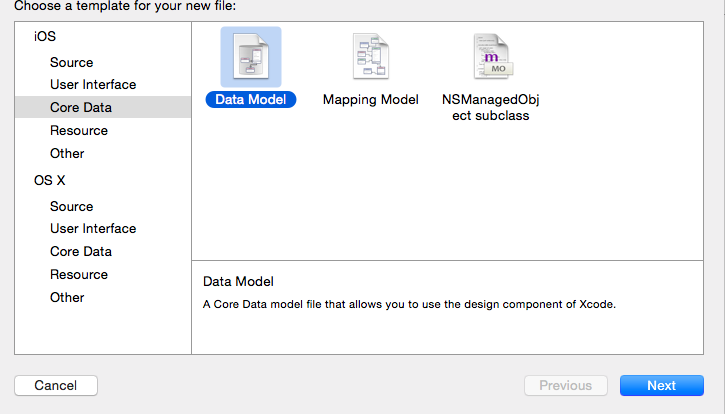 Choose a template for your new file:
iOS
Source
User Interface
Core Data
Resource
Other
OS X
Source
User Interface
Core Data
Resource
Other
Data Model
Mapping Model
m
MO
NSManagedObj
ect subclass
Data Model
A Core Data model file that allows you to use the design component of Xcode.
Cancel
Previous
Next